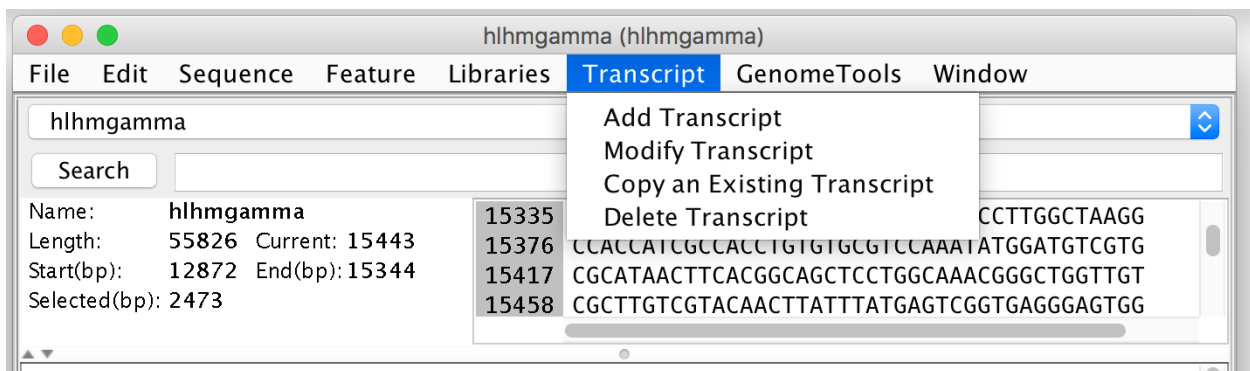 hlhmgamma (hlhmgamma)
File Edit Sequence Feature Libraries Transcript GenomeTools Window
hlhmgamma
Add Transcript
Modify Transcript
Copy an Existing Transcript
Delete Transcript
Search
Name: hlhmgamma
Length: 55826 Current: 15443
Start(bp): 12872 End(bp): 15344
Selected(bp): 2473
15335 CCTTGGCTAAGG
15376 CCACCATCGCCACCTGTGTGCGTCCAAATATGGATGTCGTG
15417 CGCATAACTTCACGGCAGCTCCTGGCAAACGGGCTGGTTGT
15458 CGCTTGTCGTACAACTTATTTATGAGTCGGTGAGGGAGTGG